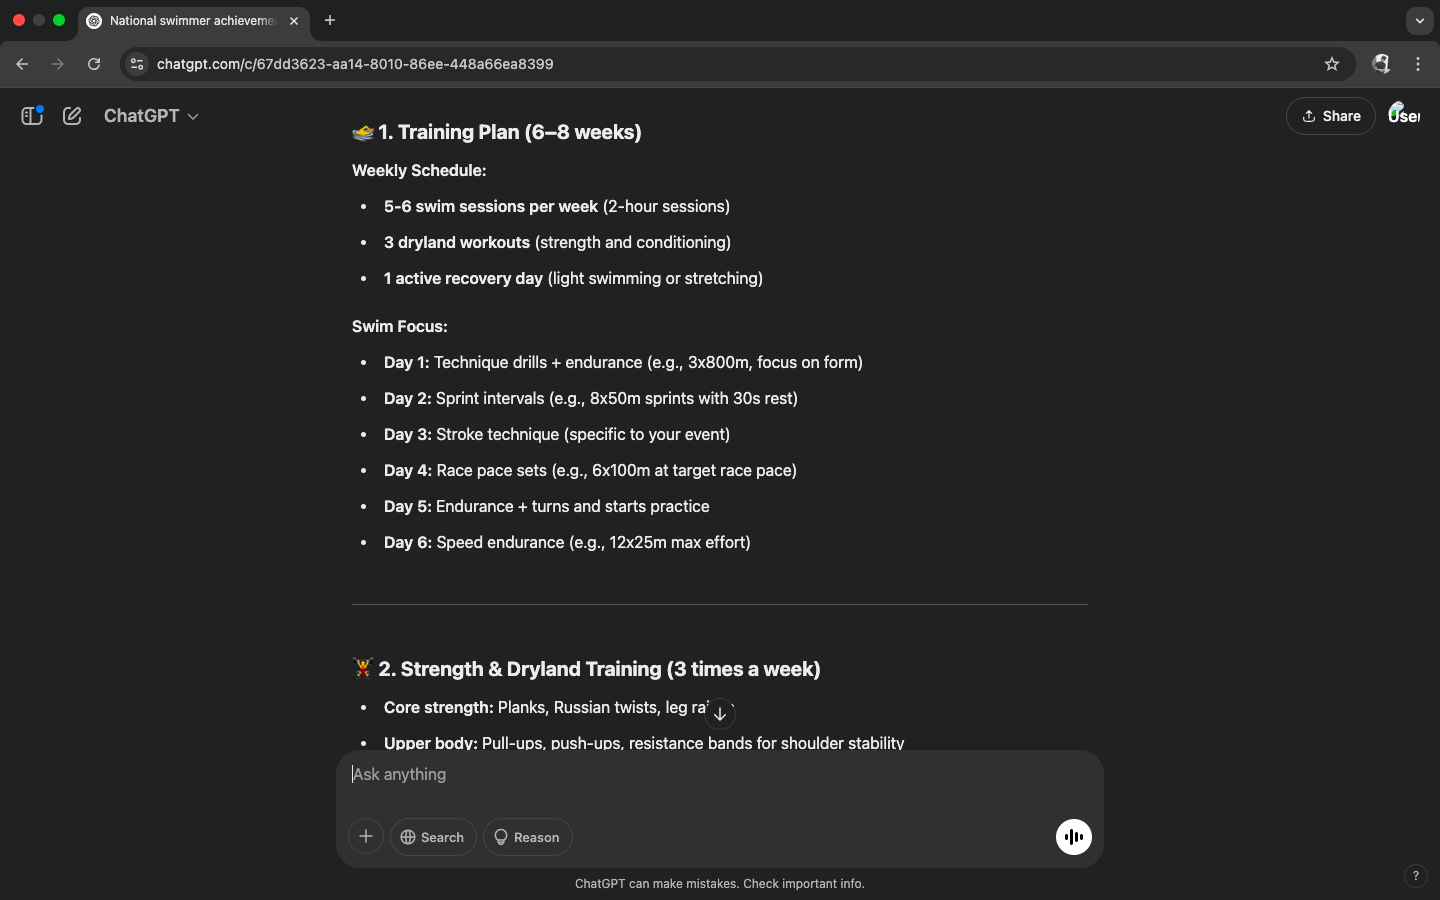 National swimmer achieveme
chatgpt.com/c/67dd3623-aa14-8010-86ee-448a66ea8399
ChatGPT
Share
User
1. Training Plan (6–8 weeks)
Weekly Schedule:
• 5-6 swim sessions per week (2-hour sessions)
• 3 dryland workouts (strength and conditioning)
• 1 active recovery day (light swimming or stretching)
Swim Focus:
• Day 1: Technique drills + endurance (e.g., 3x800m, focus on form)
• Day 2: Sprint intervals (e.g., 8x50m sprints with 30s rest)
• Day 3: Stroke technique (specific to your event)
• Day 4: Race pace sets (e.g., 6x100m at target race pace)
• Day 5: Endurance + turns and starts practice
• Day 6: Speed endurance (e.g., 12x25m max effort)
2. Strength & Dryland Training (3 times a week)
• Core strength: Planks, Russian twists, leg
• Upper body: Pull-ups, push-ups, resistance bands for shoulder stability
Ask anything
Search
Reason
ChatGPT can make mistakes. Check important info.
?